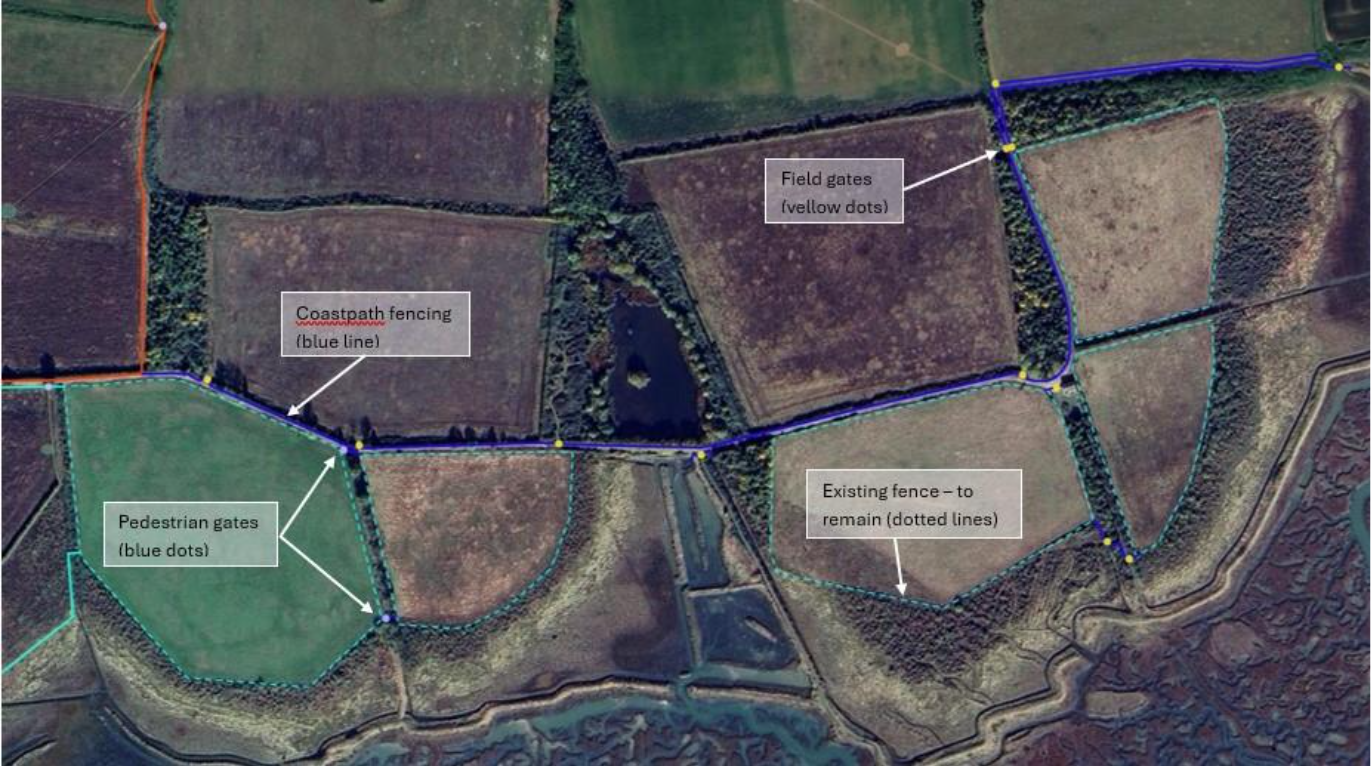 Field gates
(yellow dots)
Coastpath fencing
(blue line)
Existing fence – to
remain (dotted lines)
Pedestrian gates
(blue dots)